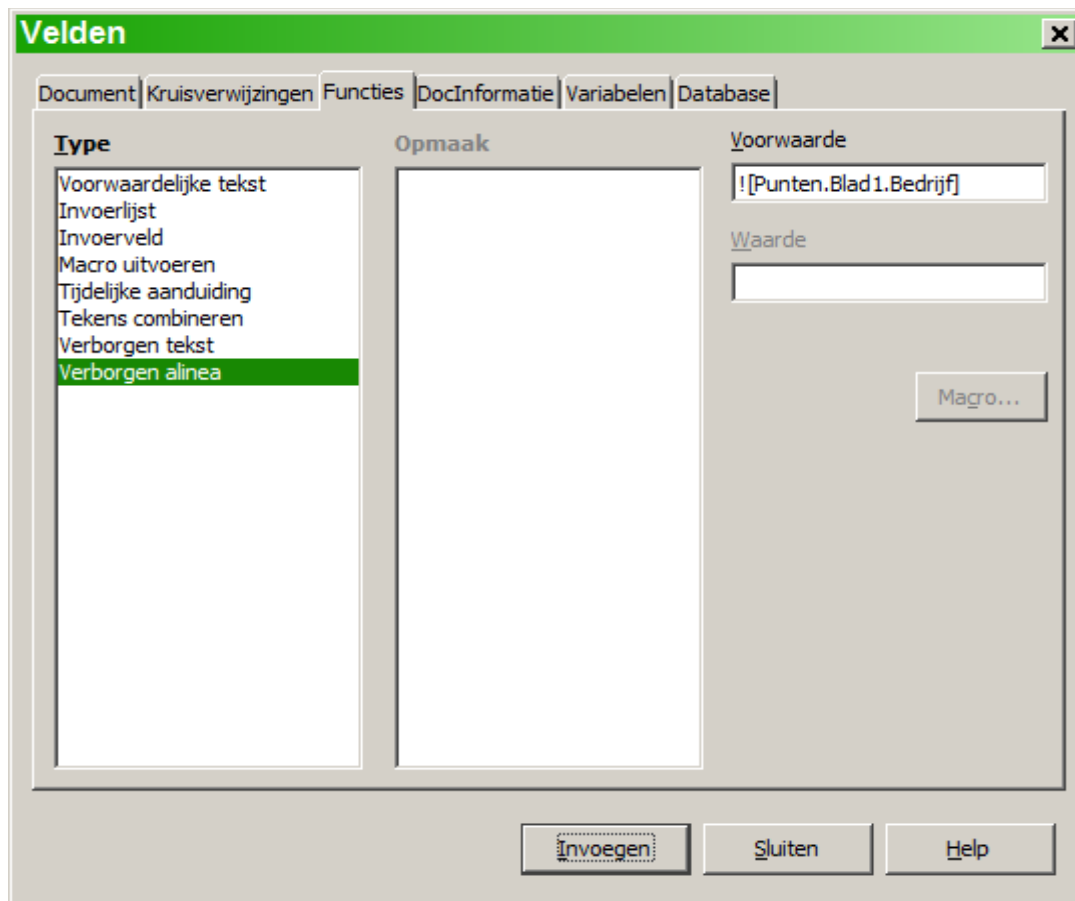 Velden
Document Kruisverwijzingen Functies DocInformatie Variabelen Database
Type
Voorwaardelijke tekst
Invoerlijst
Invoerveld
Macro uitvoeren
Tijdelijke aanduiding
Tekens combineren
Verborgen tekst
Verborgen alinea
Opmaak
Voorwaarde
![Punten.Blad1.Bedrijf]
Waarde
Macro...
Invoegen Sluiten Help